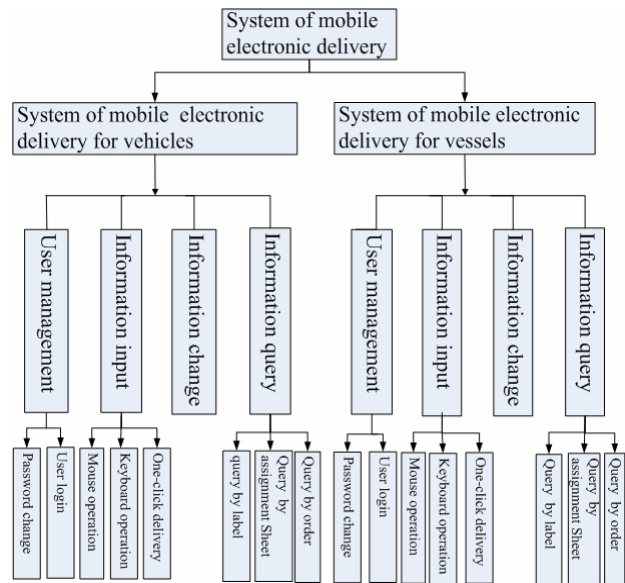 System of mobile
electronic delivery
System of mobile electronic
delivery for vehicles
System of mobile electronic
delivery for vessels
User management
Information input
Information change
Information query
User management
Information input
Information change
Information query
Password change
User login
Mouse operation
Keyboard operation
One-click delivery
query by label
Query by
assignment Sheet
Query by order
Password change
User login
Mouse operation
Keyboard operation
One-click delivery
Query by label
Query by
assignment Sheet
Query by order